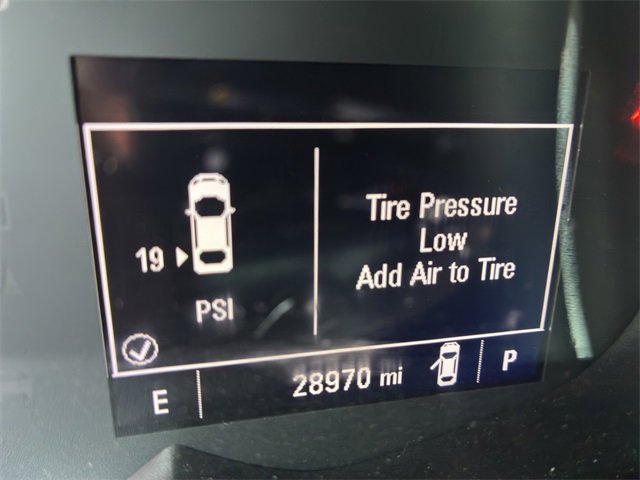 Tire Pressure
Low
Add Air to Tire
19
PSI
E
28970 mi
P